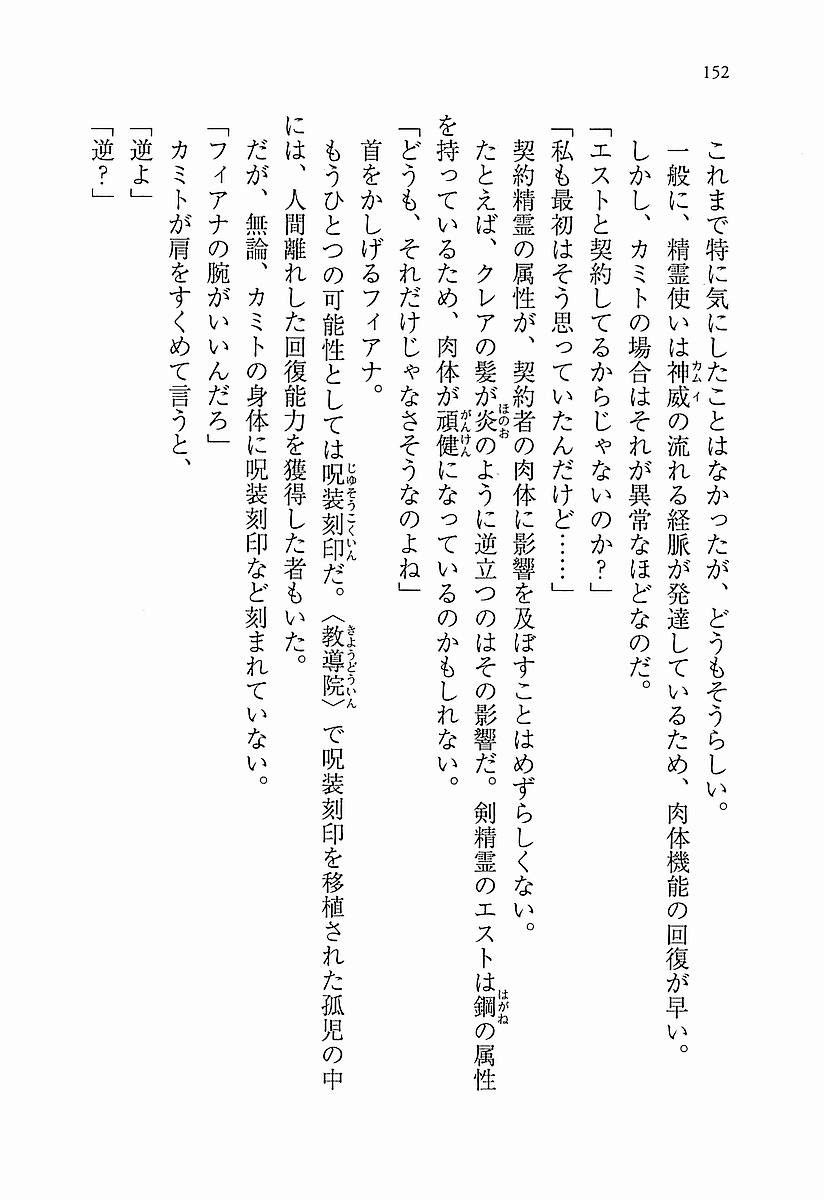 152
これまで特に気にしたことはなかったが、どうもそうらしい。
一般に、精霊使いは神威の流れる経脈が発達しているため、肉体機能の回復が早い。
しかし、カミトの場合はそれが異常なほどなのだ。
「エストと契約してるからじゃないのか？」
「私も最初はそう思っていたんだけど……」
契約精霊の属性が、契約者の肉体に影響を及ぼすことはめずらしくない。
たとえば、クレアの髪が炎のように逆立つのはその影響だ。剣精霊のエストは鋼の属性
を持っているため、肉体が頑健になっているのかもしれない。
「どうも、それだけじゃなさそうなのよね」
首をかしげるフィアナ。
もうひとつの可能性としては呪装刻印だ。〈教導院〉で呪装刻印を移植された孤児の中
には、人間離れした回復能力を獲得した者もいた。
だが、無論、カミトの身体に呪装刻印など刻まれていない。
「フィアナの腕がいいんだろ」
カミトが肩をすくめて言うと、
「逆よ」
「逆？」